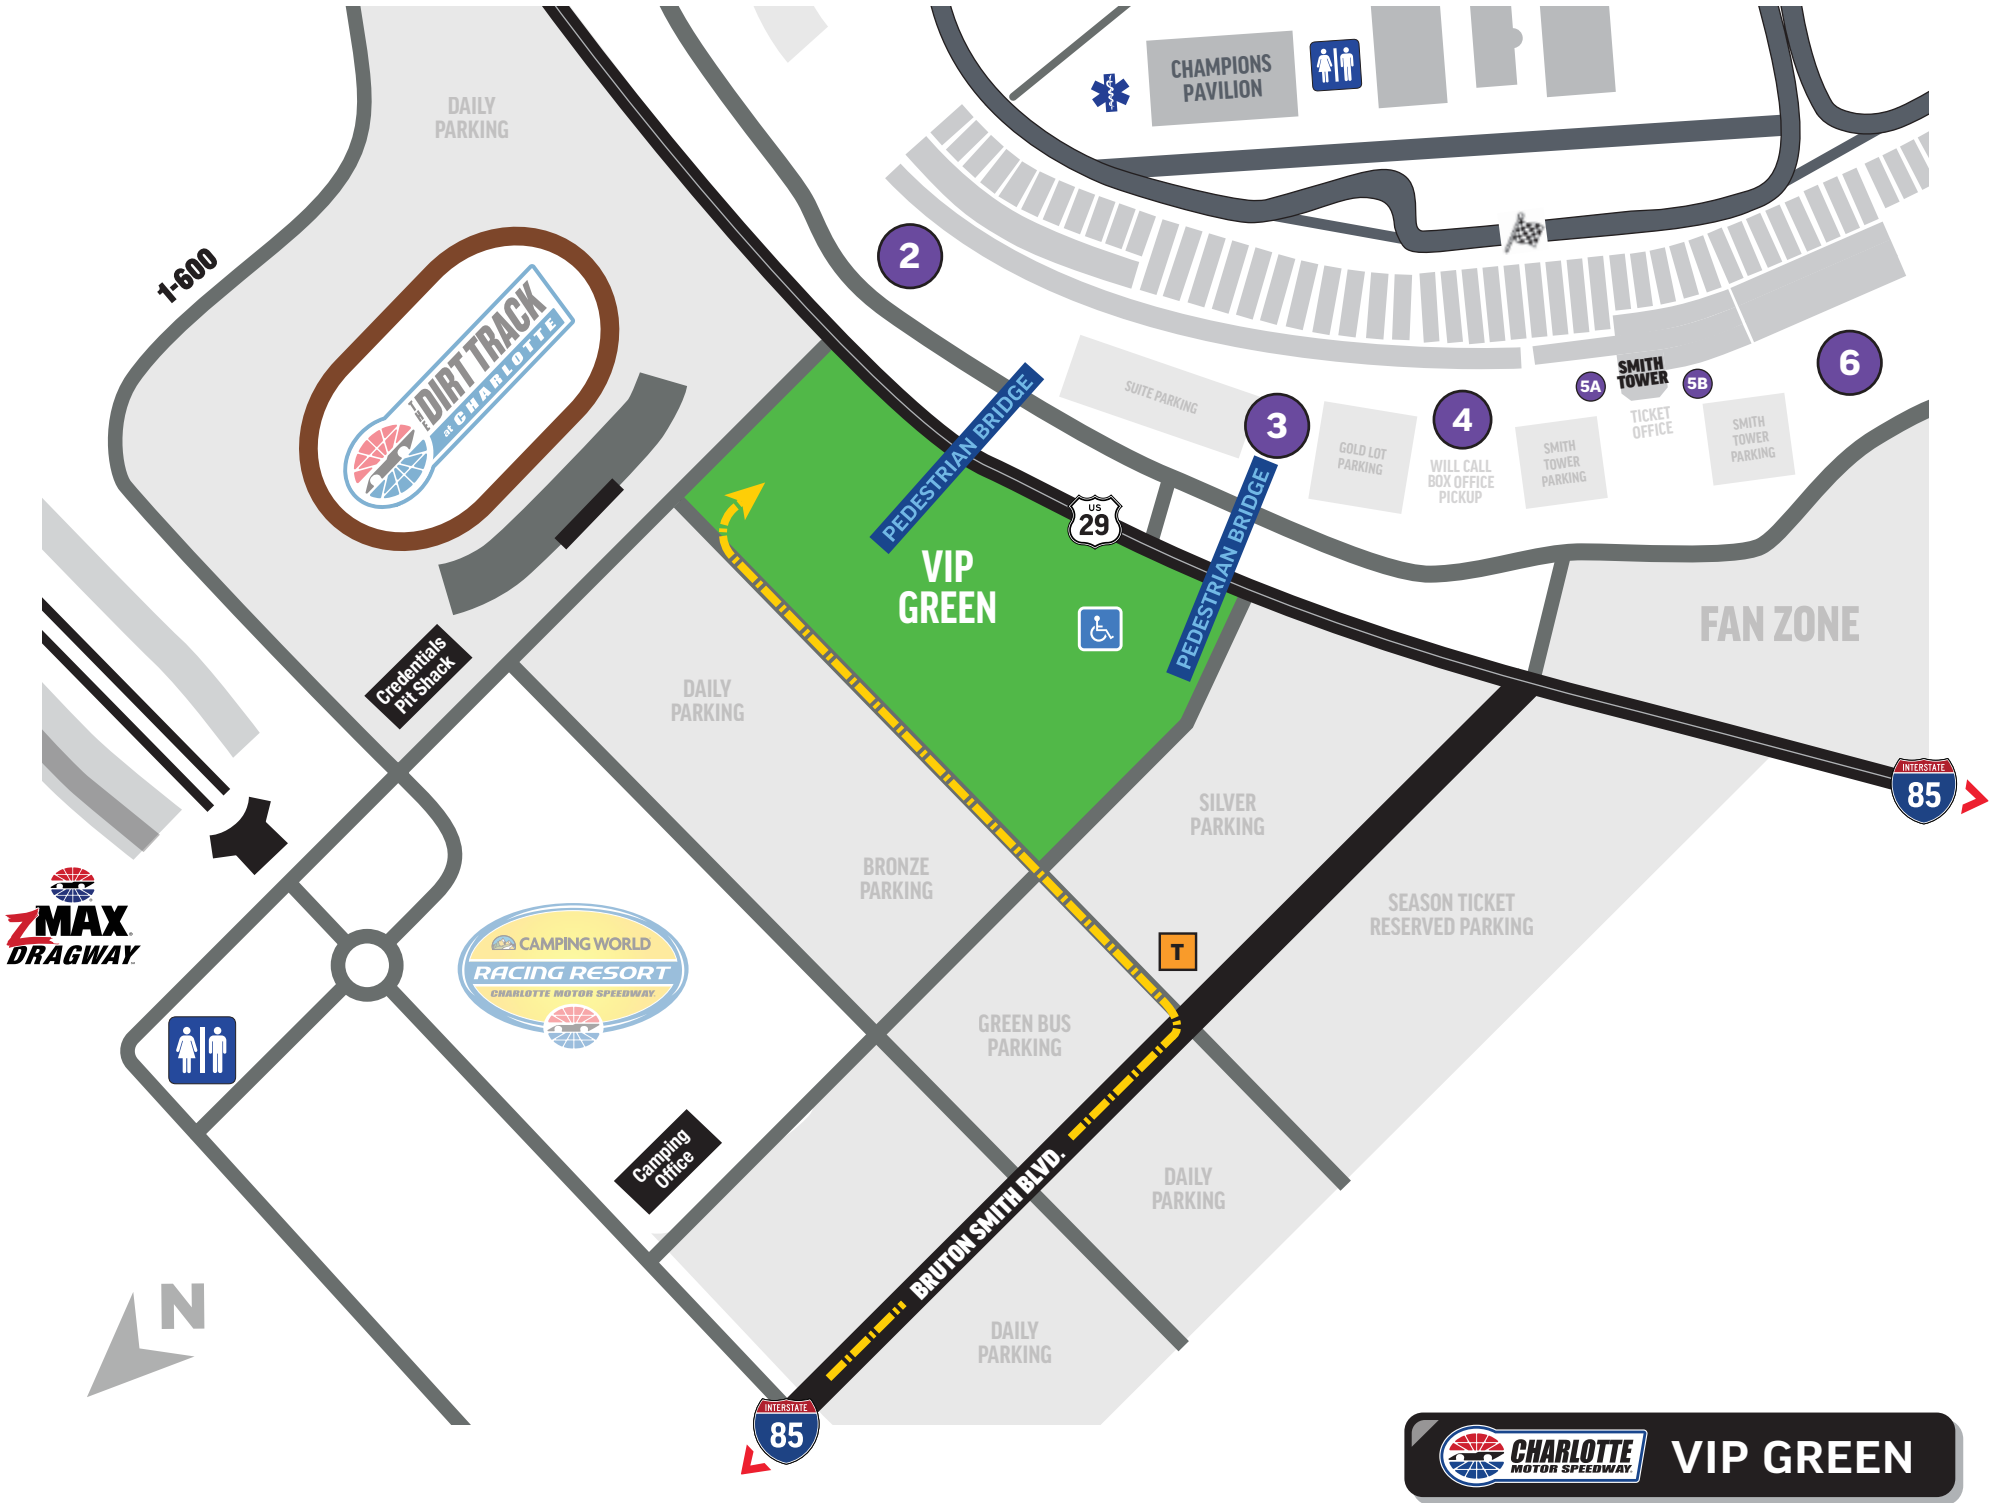 DAILY
PARKING
CHAMPIONS
PAVILION
1-600
THE
DIRT TRACK
at CHARLOTTE
2
PEDESTRIAN BRIDGE
SUITE PARKING
3
GOLD LOT
PARKING
4
WILL CALL
BOX OFFICE
PICKUP
5A
SMITH
TOWER
5B
TICKET
OFFICE
SMITH
TOWER
PARKING
SMITH
TOWER
PARKING
6
US
29
PEDESTRIAN BRIDGE
VIP
GREEN
FAN ZONE
Credentials
Pit Shack
DAILY
PARKING
SILVER
PARKING
INTERSTATE
85
BRONZE
PARKING
SEASON TICKET
RESERVED PARKING
ZMAX
DRAGWAY
CAMPING WORLD
RACING RESORT
CHARLOTTE MOTOR SPEEDWAY
T
GREEN BUS
PARKING
Camping
Office
DAILY
PARKING
BRUTON SMITH BLVD.
N
DAILY
PARKING
INTERSTATE
85
CHARLOTTE
MOTOR SPEEDWAY
VIP GREEN